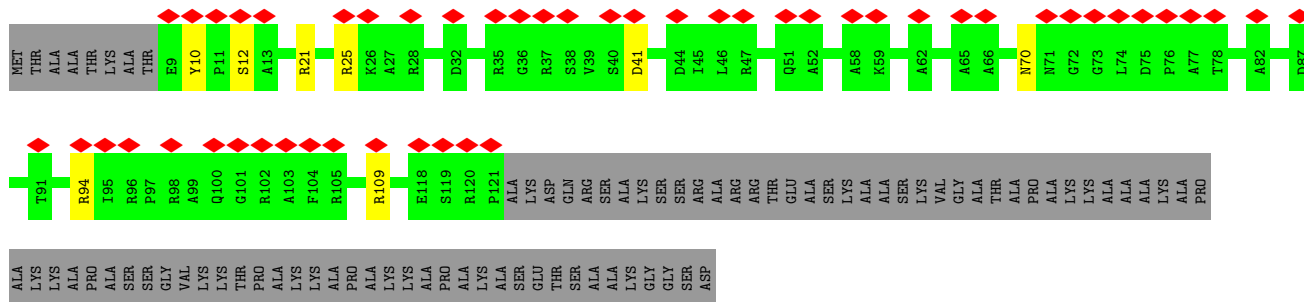 MET THR ALA ALA THR LYS ALA THR E9 Y10 P11 S12 A13 R21 R25 K26 A27 R28 D32 R35 G36 R37 S38 V39 S40 D41 D44 I45 L46 R47 Q51 A52 A58 K59 A62 A65 A66 N70 N71 G72 G73 L74 D75 P76 A77 T78 A82 D87
T91 R94 I95 R96 P97 R98 A99 Q100 G101 R102 A103 F104 R105 R109 E118 S119 R120 P121 ALA LYS ASP GLN ARG SER ALA LYS SER SER ARG ALA ARG ARG THR GLU ALA SER LYS ALA ALA SER LYS VAL GLY ALA THR ALA PRO ALA LYS LYS ALA ALA ALA LYS ALA PRO
ALA LYS LYS ALA PRO ALA SER SER GLY VAL LYS LYS THR PRO ALA LYS LYS ALA PRO ALA LYS LYS ALA PRO ALA LYS ALA SER GLU THR SER ALA ALA LYS GLY GLY SER ASP